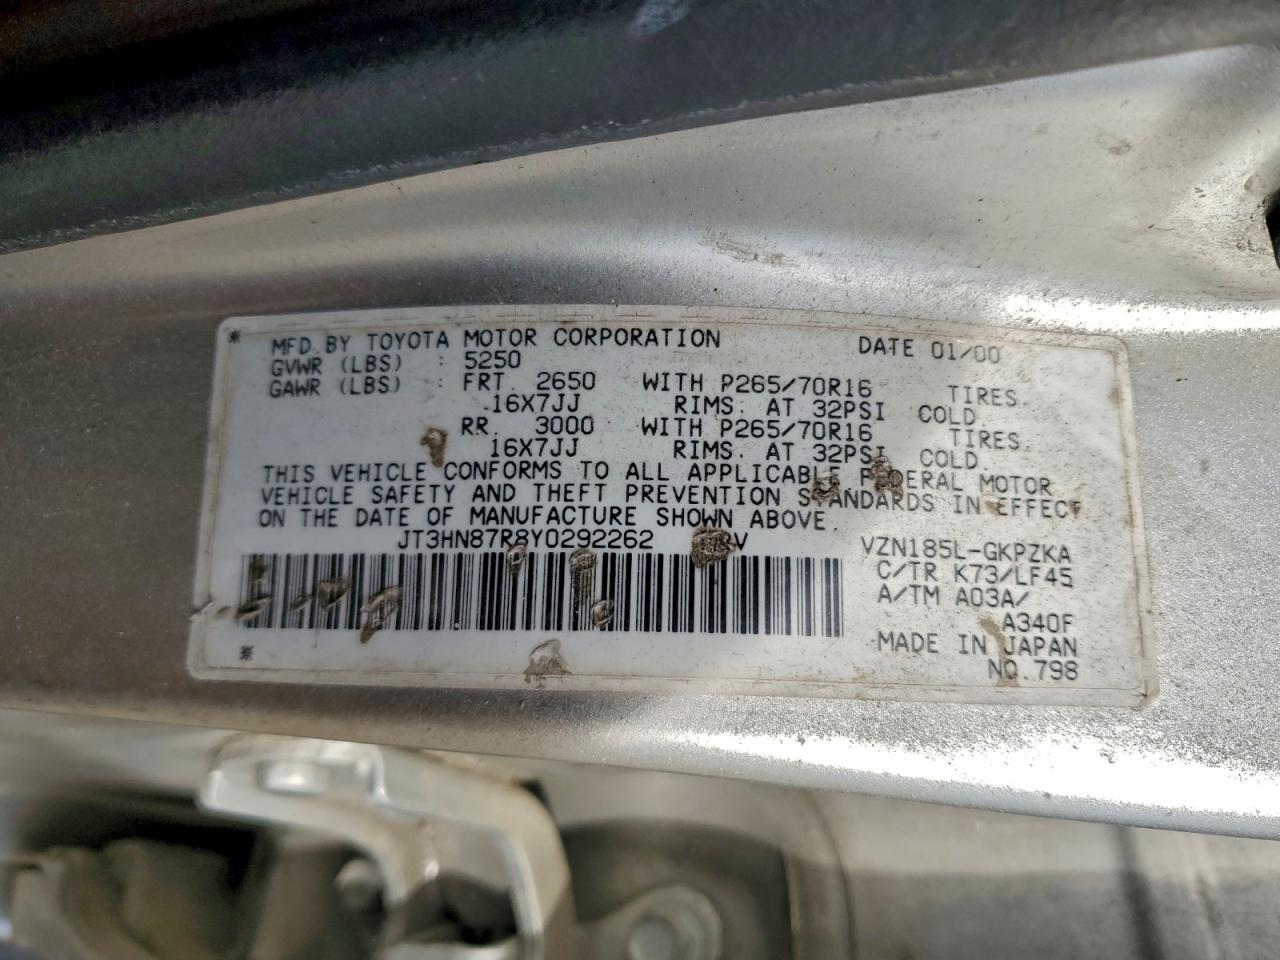 * MFD. BY TOYOTA MOTOR CORPORATION DATE 01/00
GVWR (LBS) : 5250
GAWR (LBS) : FRT. 2650 WITH P265/70R16 TIRES.
16X7JJ RIMS. AT 32PSI COLD.
RR. 3000 WITH P265/70R16 TIRES.
16X7JJ RIMS. AT 32PSI COLD.
THIS VEHICLE CONFORMS TO ALL APPLICABLE FEDERAL MOTOR
VEHICLE SAFETY AND THEFT PREVENTION STANDARDS IN EFFECT
ON THE DATE OF MANUFACTURE SHOWN ABOVE.
JT3HN87R8Y0292262
VZN185L-GKPZKA
C/TR K73/LF45
A/TM A03A/
A340F
MADE IN JAPAN
* NO.798